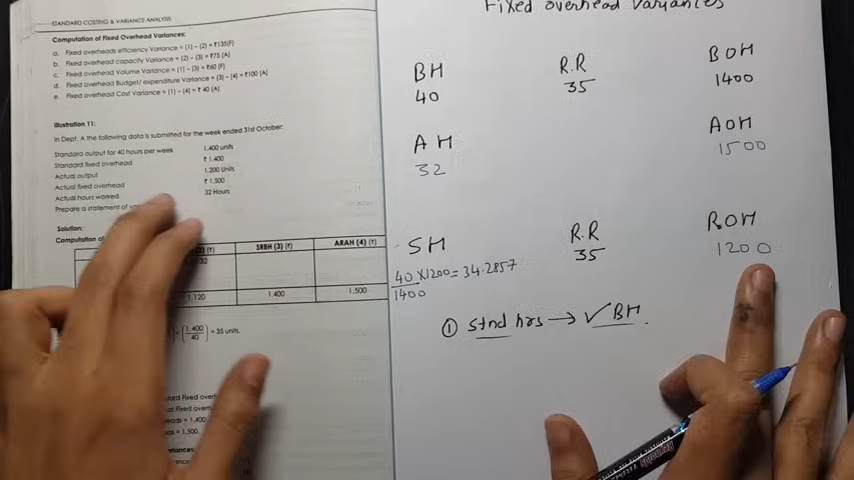 STANDARD COSTING & VARIANCE ANALYSIS
Computation of Fixed Overhead Variances:
a. Fixed overheads efficiency Variance = (1) – (2) = ₹135(F)
b. Fixed overhead capacity Variance = (2) – (3) = ₹75 (A)
c. Fixed overhead Volume Variance = (1) – (3) = ₹60 (F)
d. Fixed overhead Budget/ expenditure Variance = (3) – (4) = ₹100 (A)
e. Fixed overhead Cost Variance = (1) – (4) = ₹ 40 (A)
Illustration 11:
In Dept. A the following data is submitted for the week ended 31st October:
Standard output for 40 hours per week 1,400 units
Standard fixed overhead ₹ 1,400
Actual output 1,200 Units
Actual fixed overhead ₹ 1,500
Actual hours worked 32 Hours
Prepare a statement of
Solution:
Computation of
(₹) SRBH (3) (₹) ARAH (4) (₹)
32
1,120 1,400 1,500
= (1,400/40) = 35 units.
Fixed over
= 1,400
= 1,500.
Fixed overhead Variances
BH R.R BOH
40 35 1400
AH AOH
32 1500
SH R.R ROH
40/1400 x1200 = 34.2857 35 1200
① Stnd hrs → ✓BH.